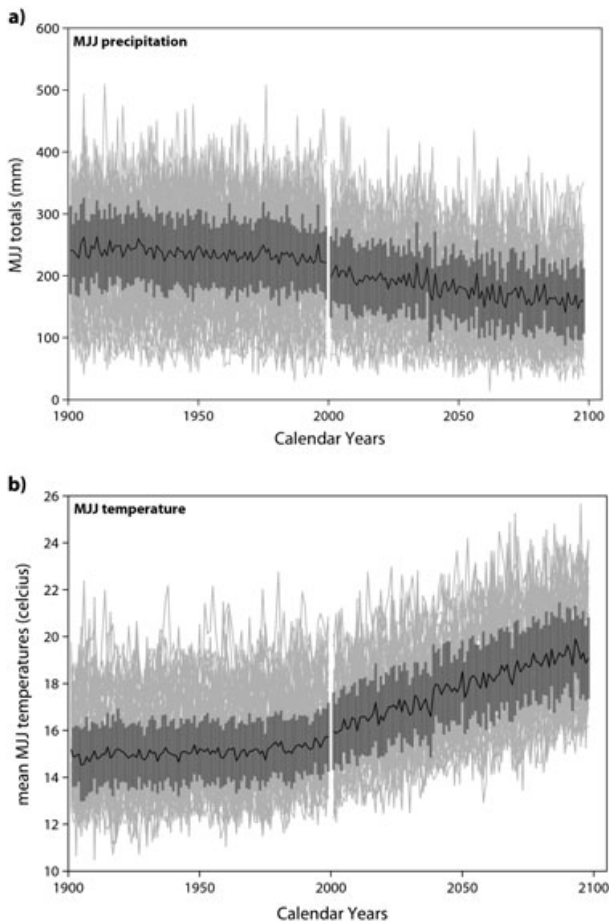 a)
MJJ precipitation
600
500
400
300
200
100
0
MJJ totals (mm)
1900 1950 2000 2050 2100
Calendar Years
b)
MJJ temperature
26
24
22
20
18
16
14
12
10
mean MJJ temperatures (celcius)
1900 1950 2000 2050 2100
Calendar Years